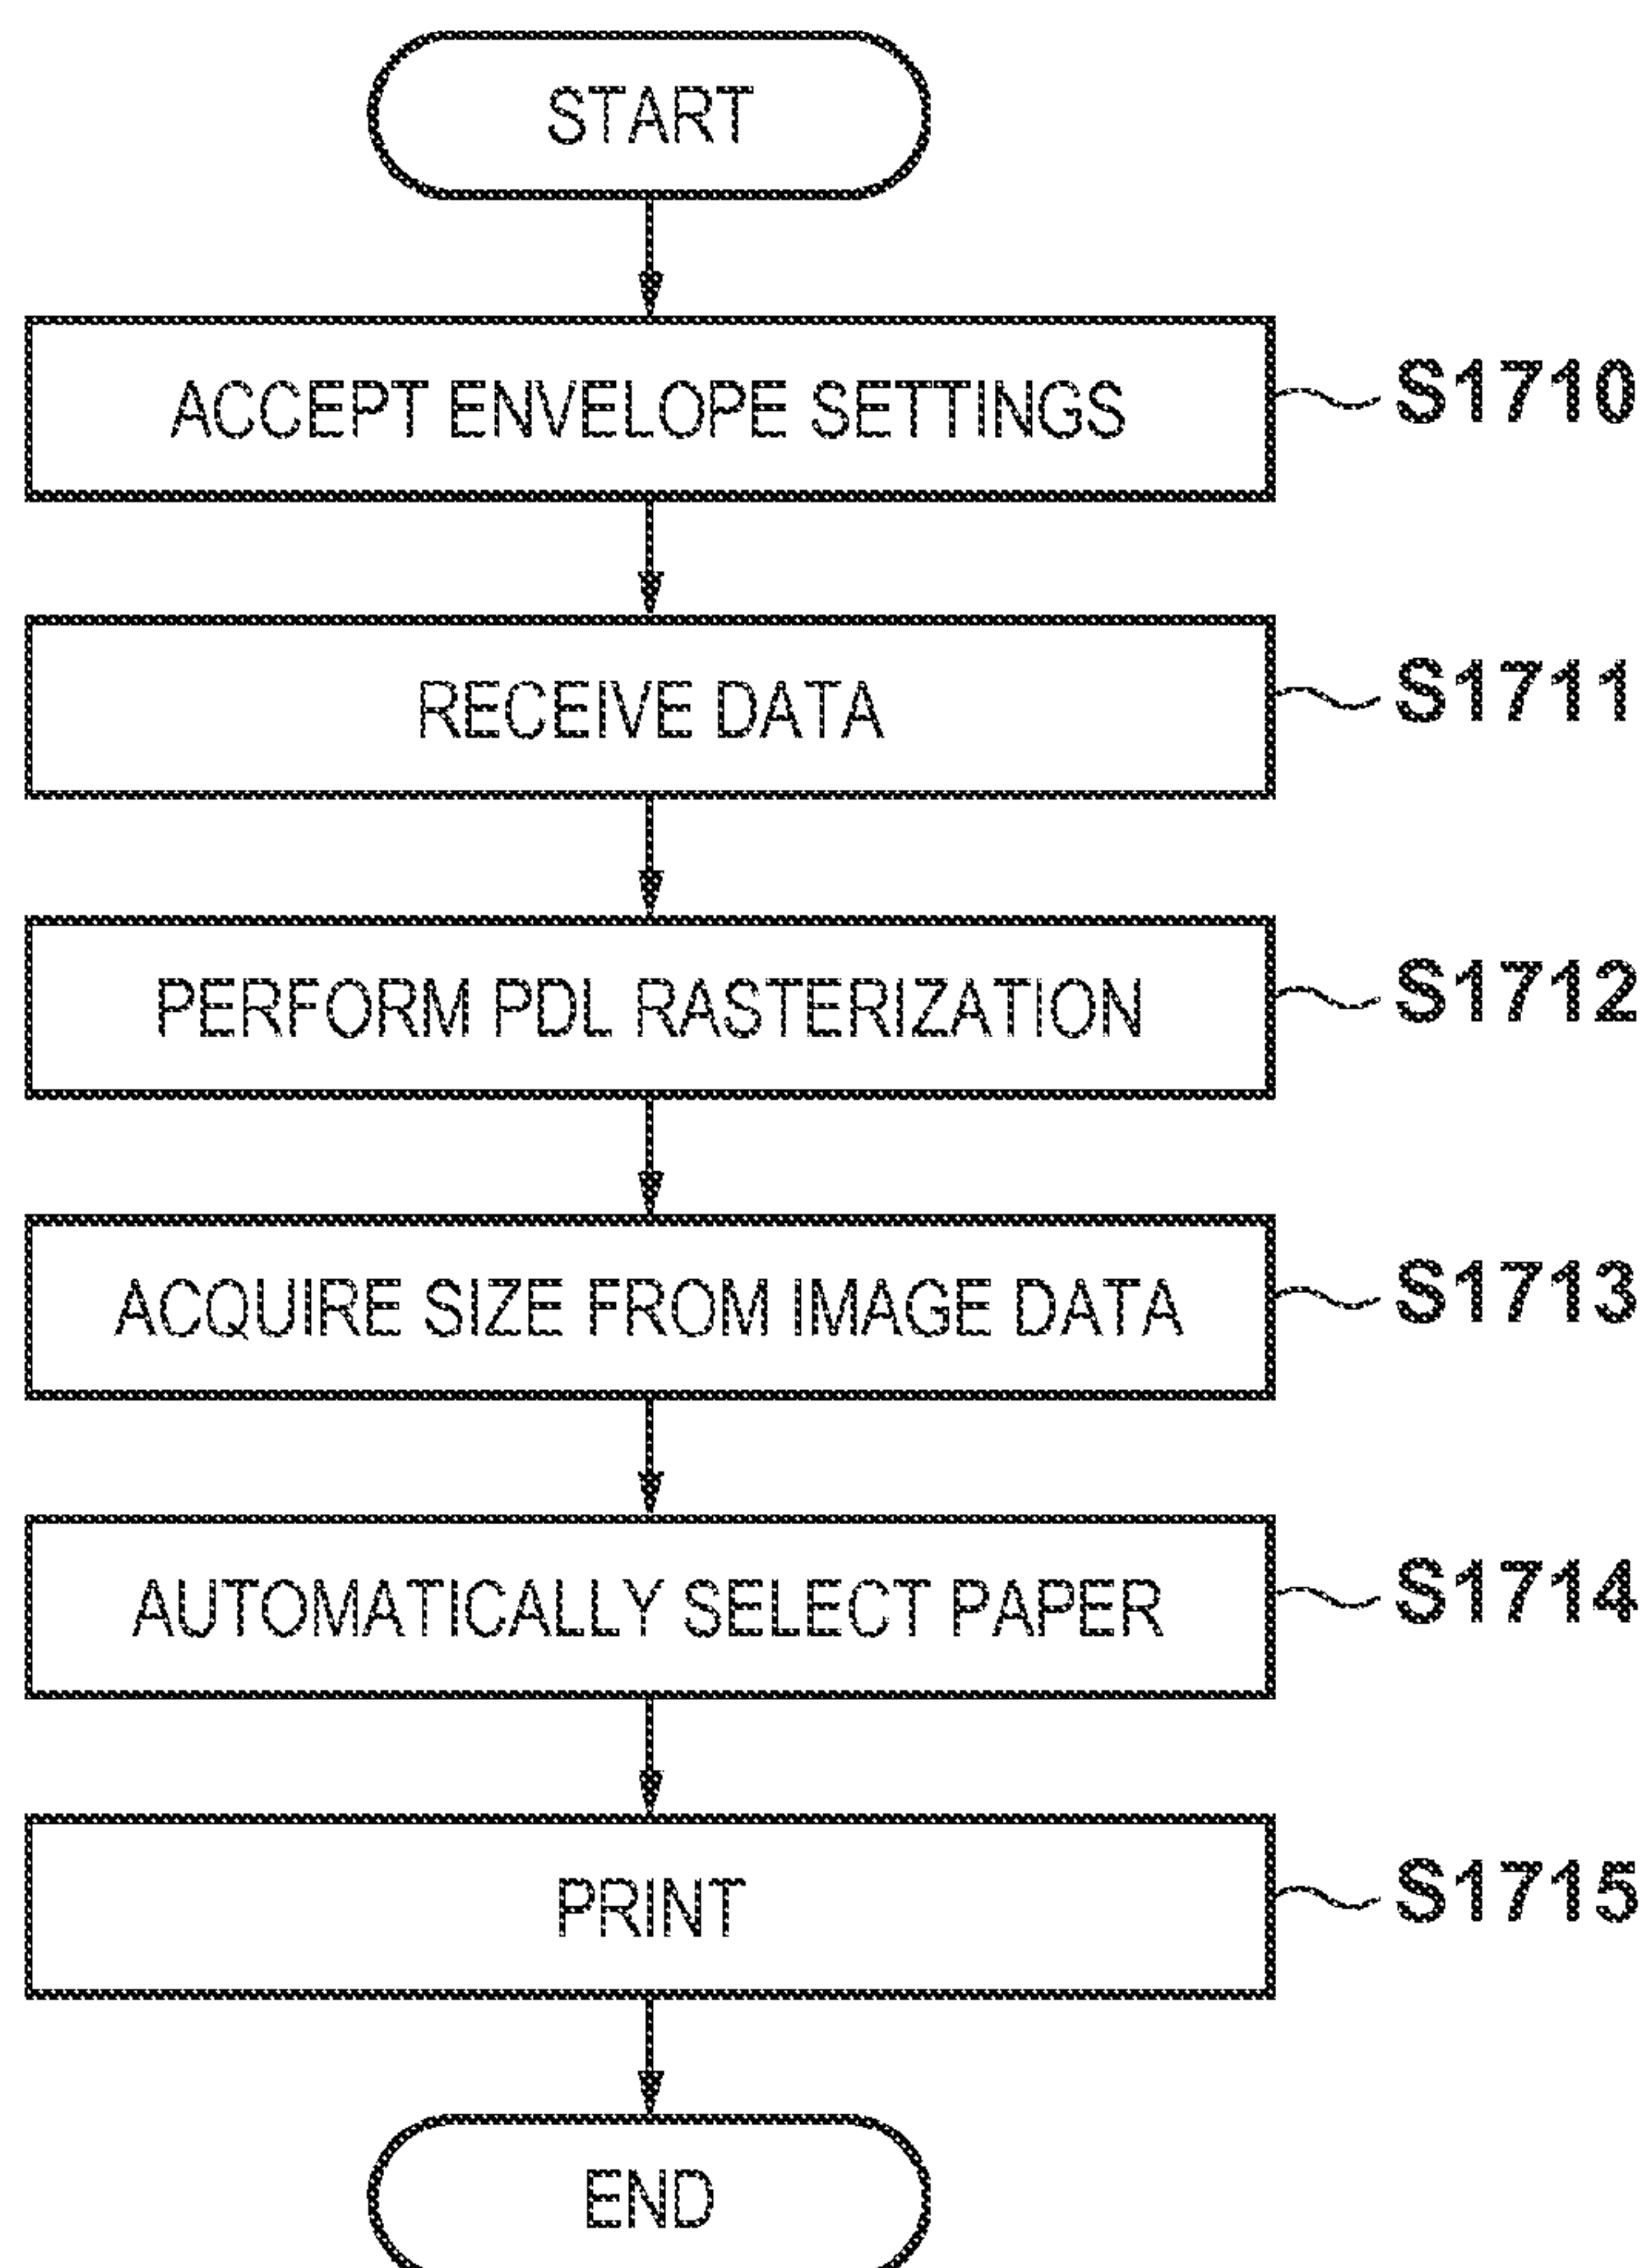 START
ACCEPT ENVELOPE SETTINGS S1710
RECEIVE DATA S1711
PERFORM PDL RASTERIZATION S1712
ACQUIRE SIZE FROM IMAGE DATA S1713
AUTOMATICALLY SELECT PAPER S1714
PRINT S1715
END